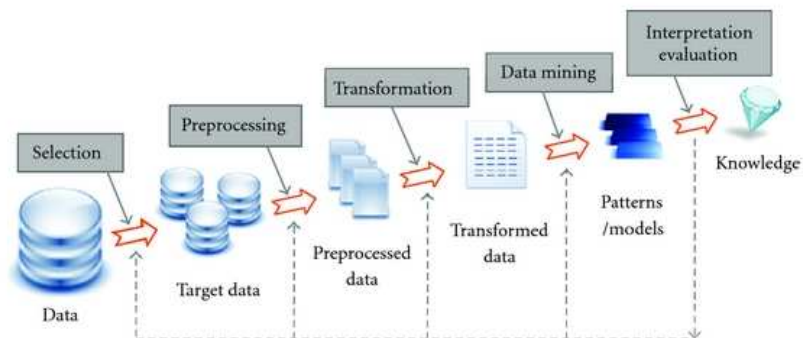 Interpretation
evaluation
Data mining
Transformation
Preprocessing
Selection
Knowledge
Patterns
/models
Transformed
data
Preprocessed
data
Target data
Data